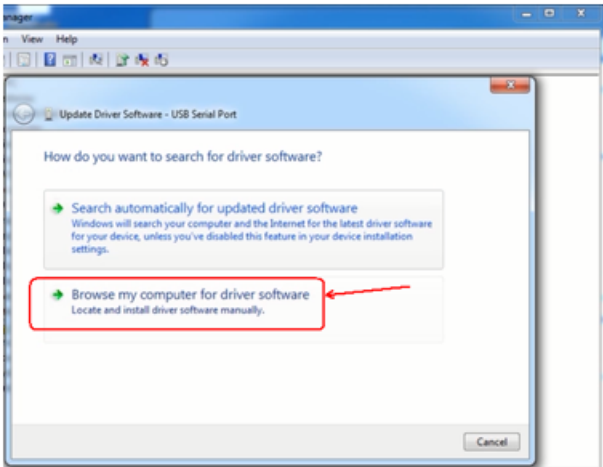 View Help
Update Driver Software - USB Serial Port
How do you want to search for driver software?
Search automatically for updated driver software
Windows will search your computer and the Internet for the latest driver software
for your device, unless you've disabled this feature in your device installation
settings.
Browse my computer for driver software
Locate and install driver software manually.
Cancel